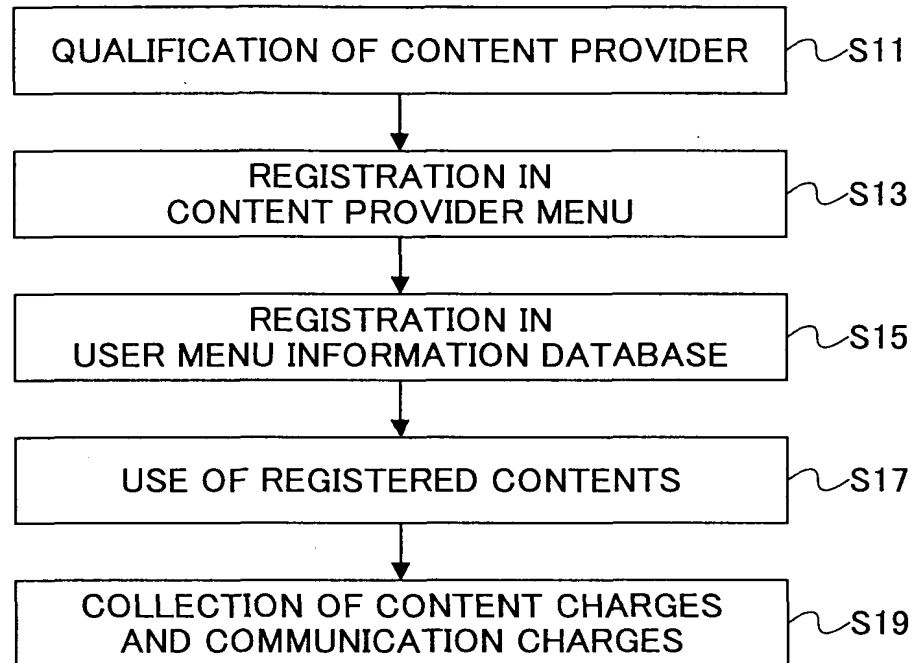 QUALIFICATION OF CONTENT PROVIDER
S11
REGISTRATION IN
CONTENT PROVIDER MENU
S13
REGISTRATION IN
USER MENU INFORMATION DATABASE
S15
USE OF REGISTERED CONTENTS
S17
COLLECTION OF CONTENT CHARGES
AND COMMUNICATION CHARGES
S19